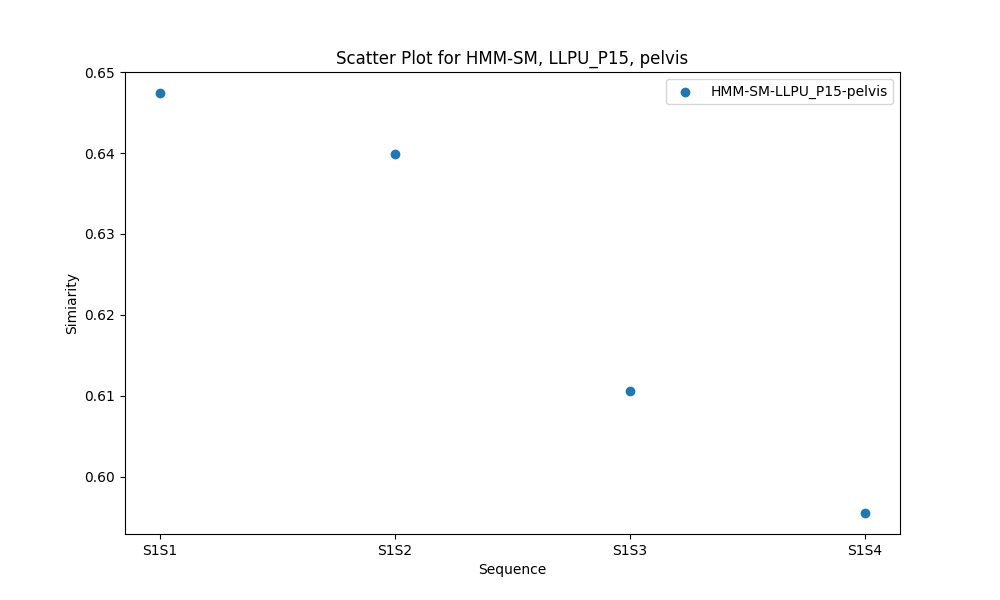 Scatter Plot for HMM-SM, LLPU_P15, pelvis
HMM-SM-LLPU_P15-pelvis
Simiarity
0.65
0.64
0.63
0.62
0.61
0.60
S1S1 S1S2 S1S3 S1S4
Sequence